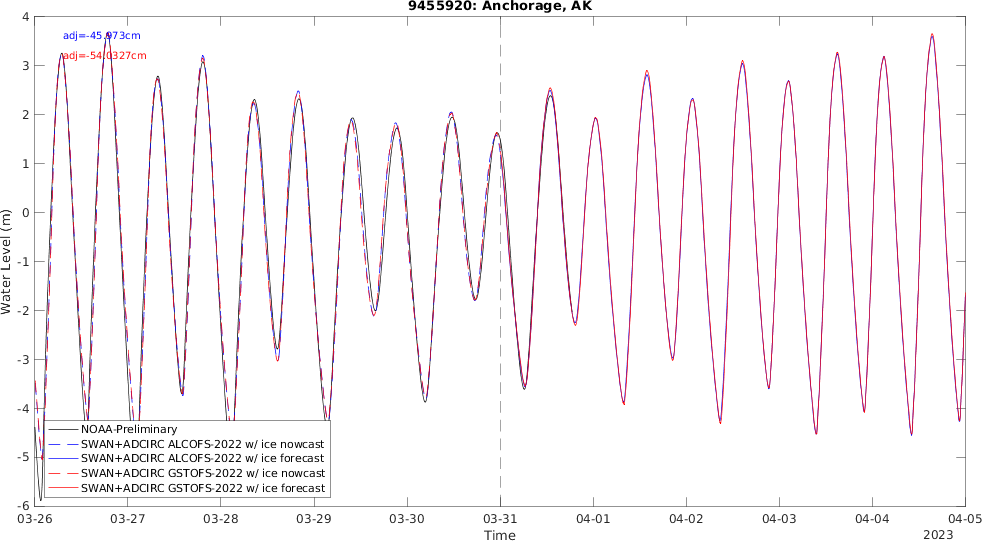 9455920: Anchorage, AK
4
adj=-45.973cm
adj=-54.0327cm
3
2
1
0
-1
-2
-3
-4
-5
-6
Water Level (m)
NOAA-Preliminary
SWAN+ADCIRC ALCOFS-2022 w/ ice nowcast
SWAN+ADCIRC ALCOFS-2022 w/ ice forecast
SWAN+ADCIRC GSTOFS-2022 w/ ice nowcast
SWAN+ADCIRC GSTOFS-2022 w/ ice forecast
03-26 03-27 03-28 03-29 03-30 03-31 04-01 04-02 04-03 04-04 04-05
Time
2023